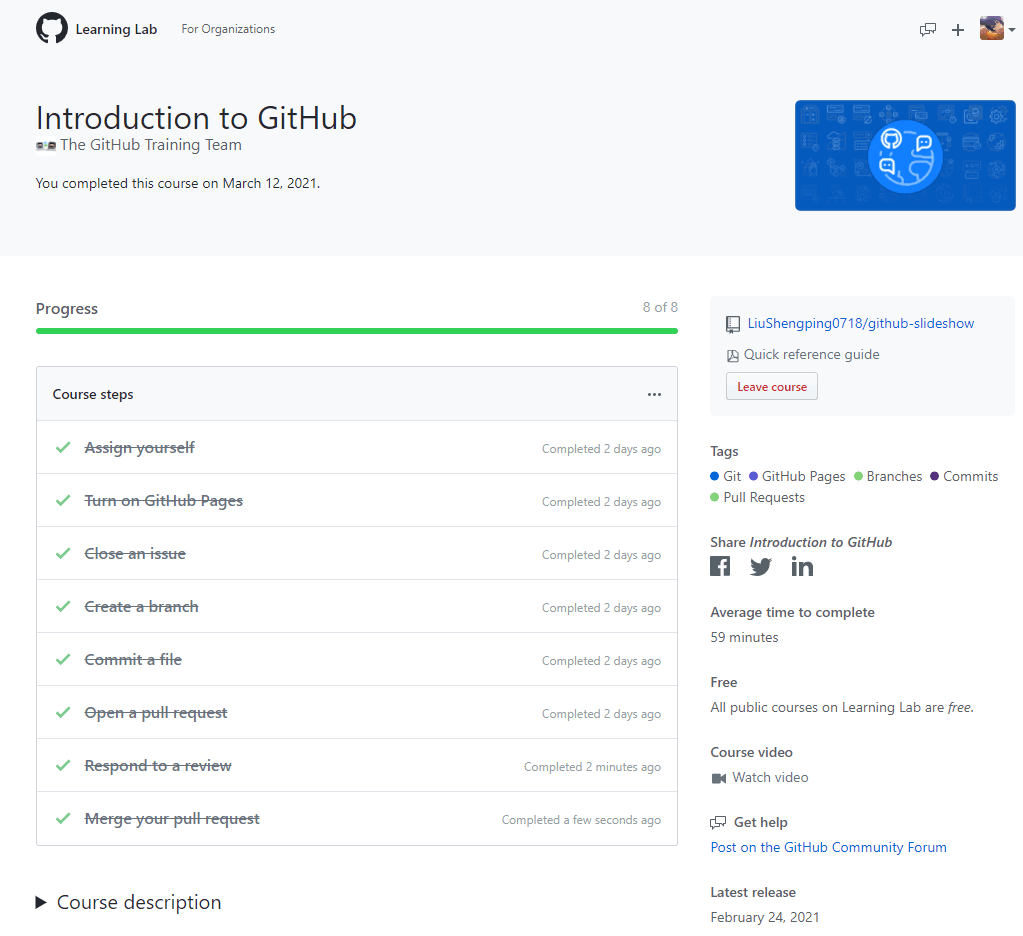 Learning Lab For Organizations
Introduction to GitHub
The GitHub Training Team
You completed this course on March 12, 2021.
Progress 8 of 8
Course steps
Assign yourself Completed 2 days ago
Turn on GitHub Pages Completed 2 days ago
Close an issue Completed 2 days ago
Create a branch Completed 2 days ago
Commit a file Completed 2 days ago
Open a pull request Completed 2 days ago
Respond to a review Completed 2 minutes ago
Merge your pull request Completed a few seconds ago
Course description
LiuShengping0718/github-slideshow
Quick reference guide
Leave course
Tags
Git GitHub Pages Branches Commits
Pull Requests
Share Introduction to GitHub
Average time to complete
59 minutes
Free
All public courses on Learning Lab are free.
Course video
Watch video
Get help
Post on the GitHub Community Forum
Latest release
February 24, 2021